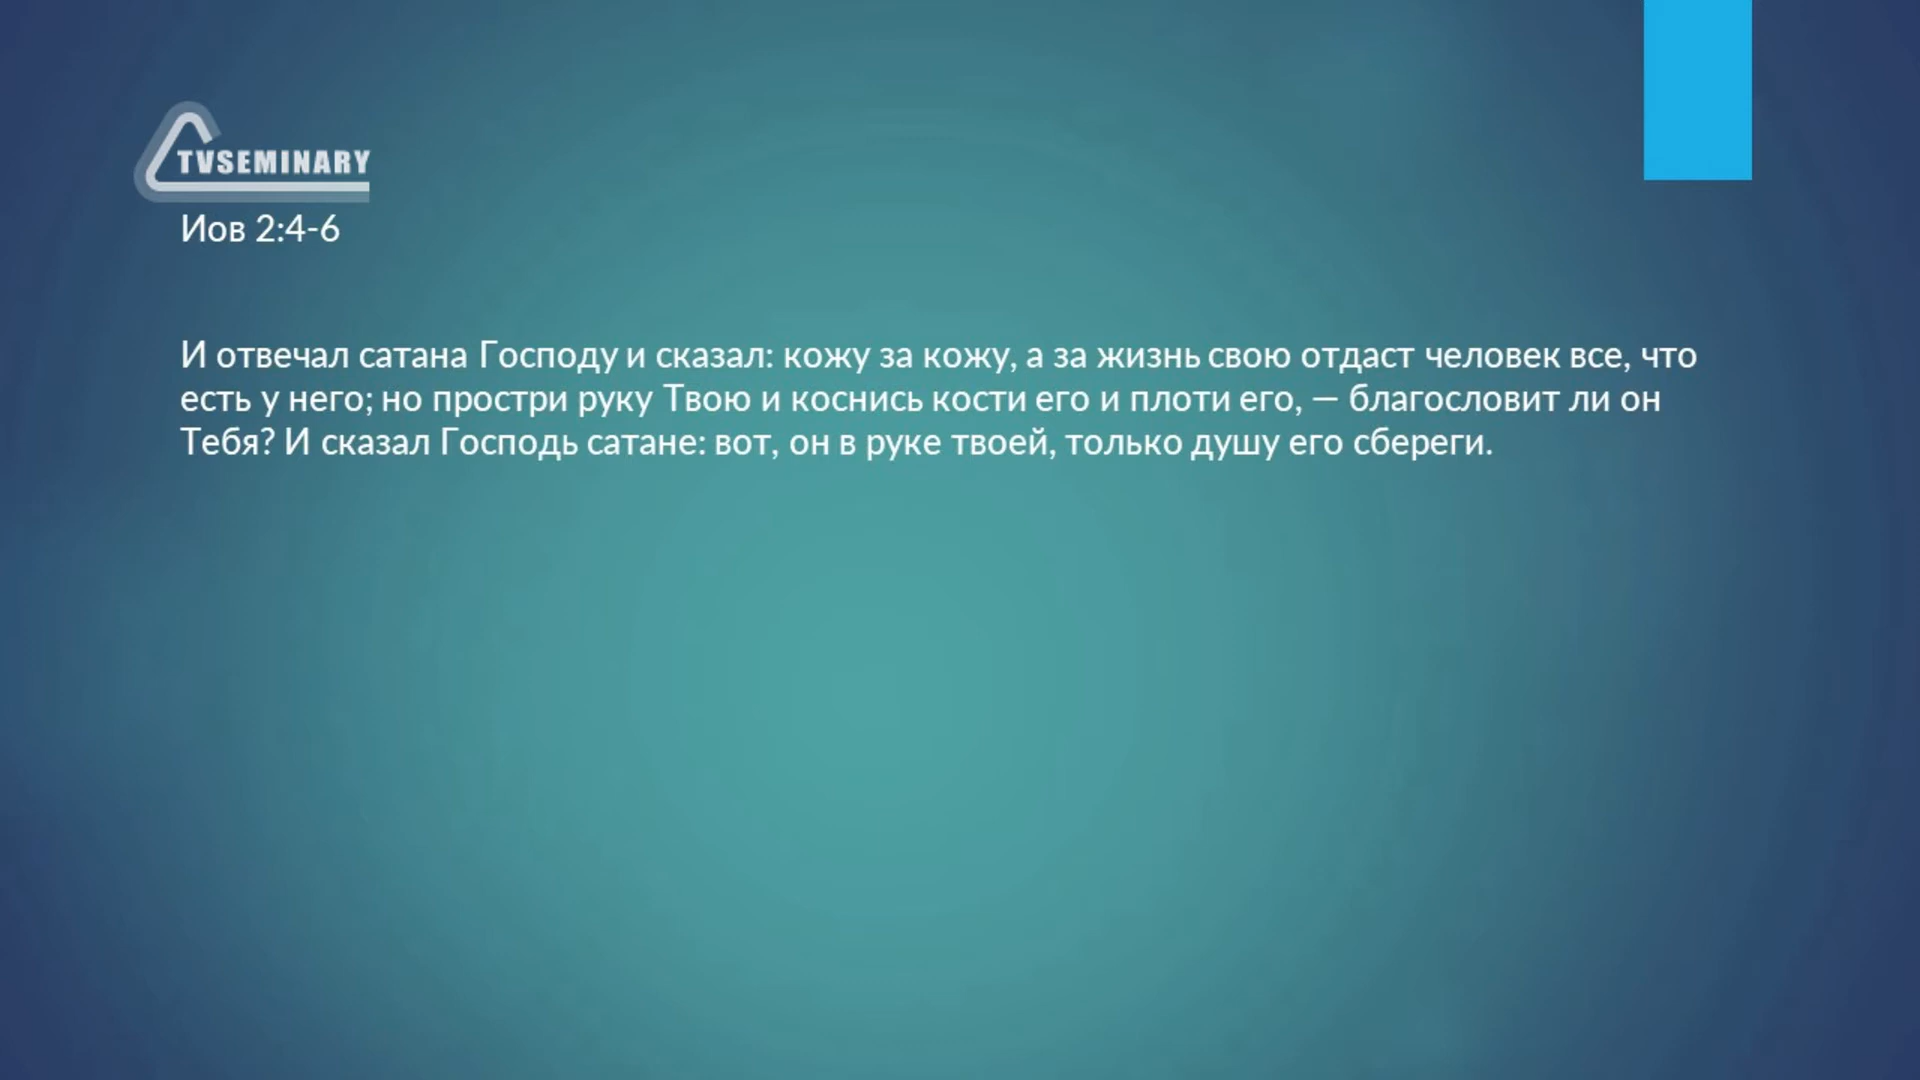 TVSEMINARY
Иов 2:4-6
И отвечал сатана Господу и сказал: кожу за кожу, а за жизнь свою отдаст человек все, что
есть у него; но простри руку Твою и коснись кости его и плоти его, — благословит ли он
Тебя? И сказал Господь сатане: вот, он в руке твоей, только душу его сбереги.